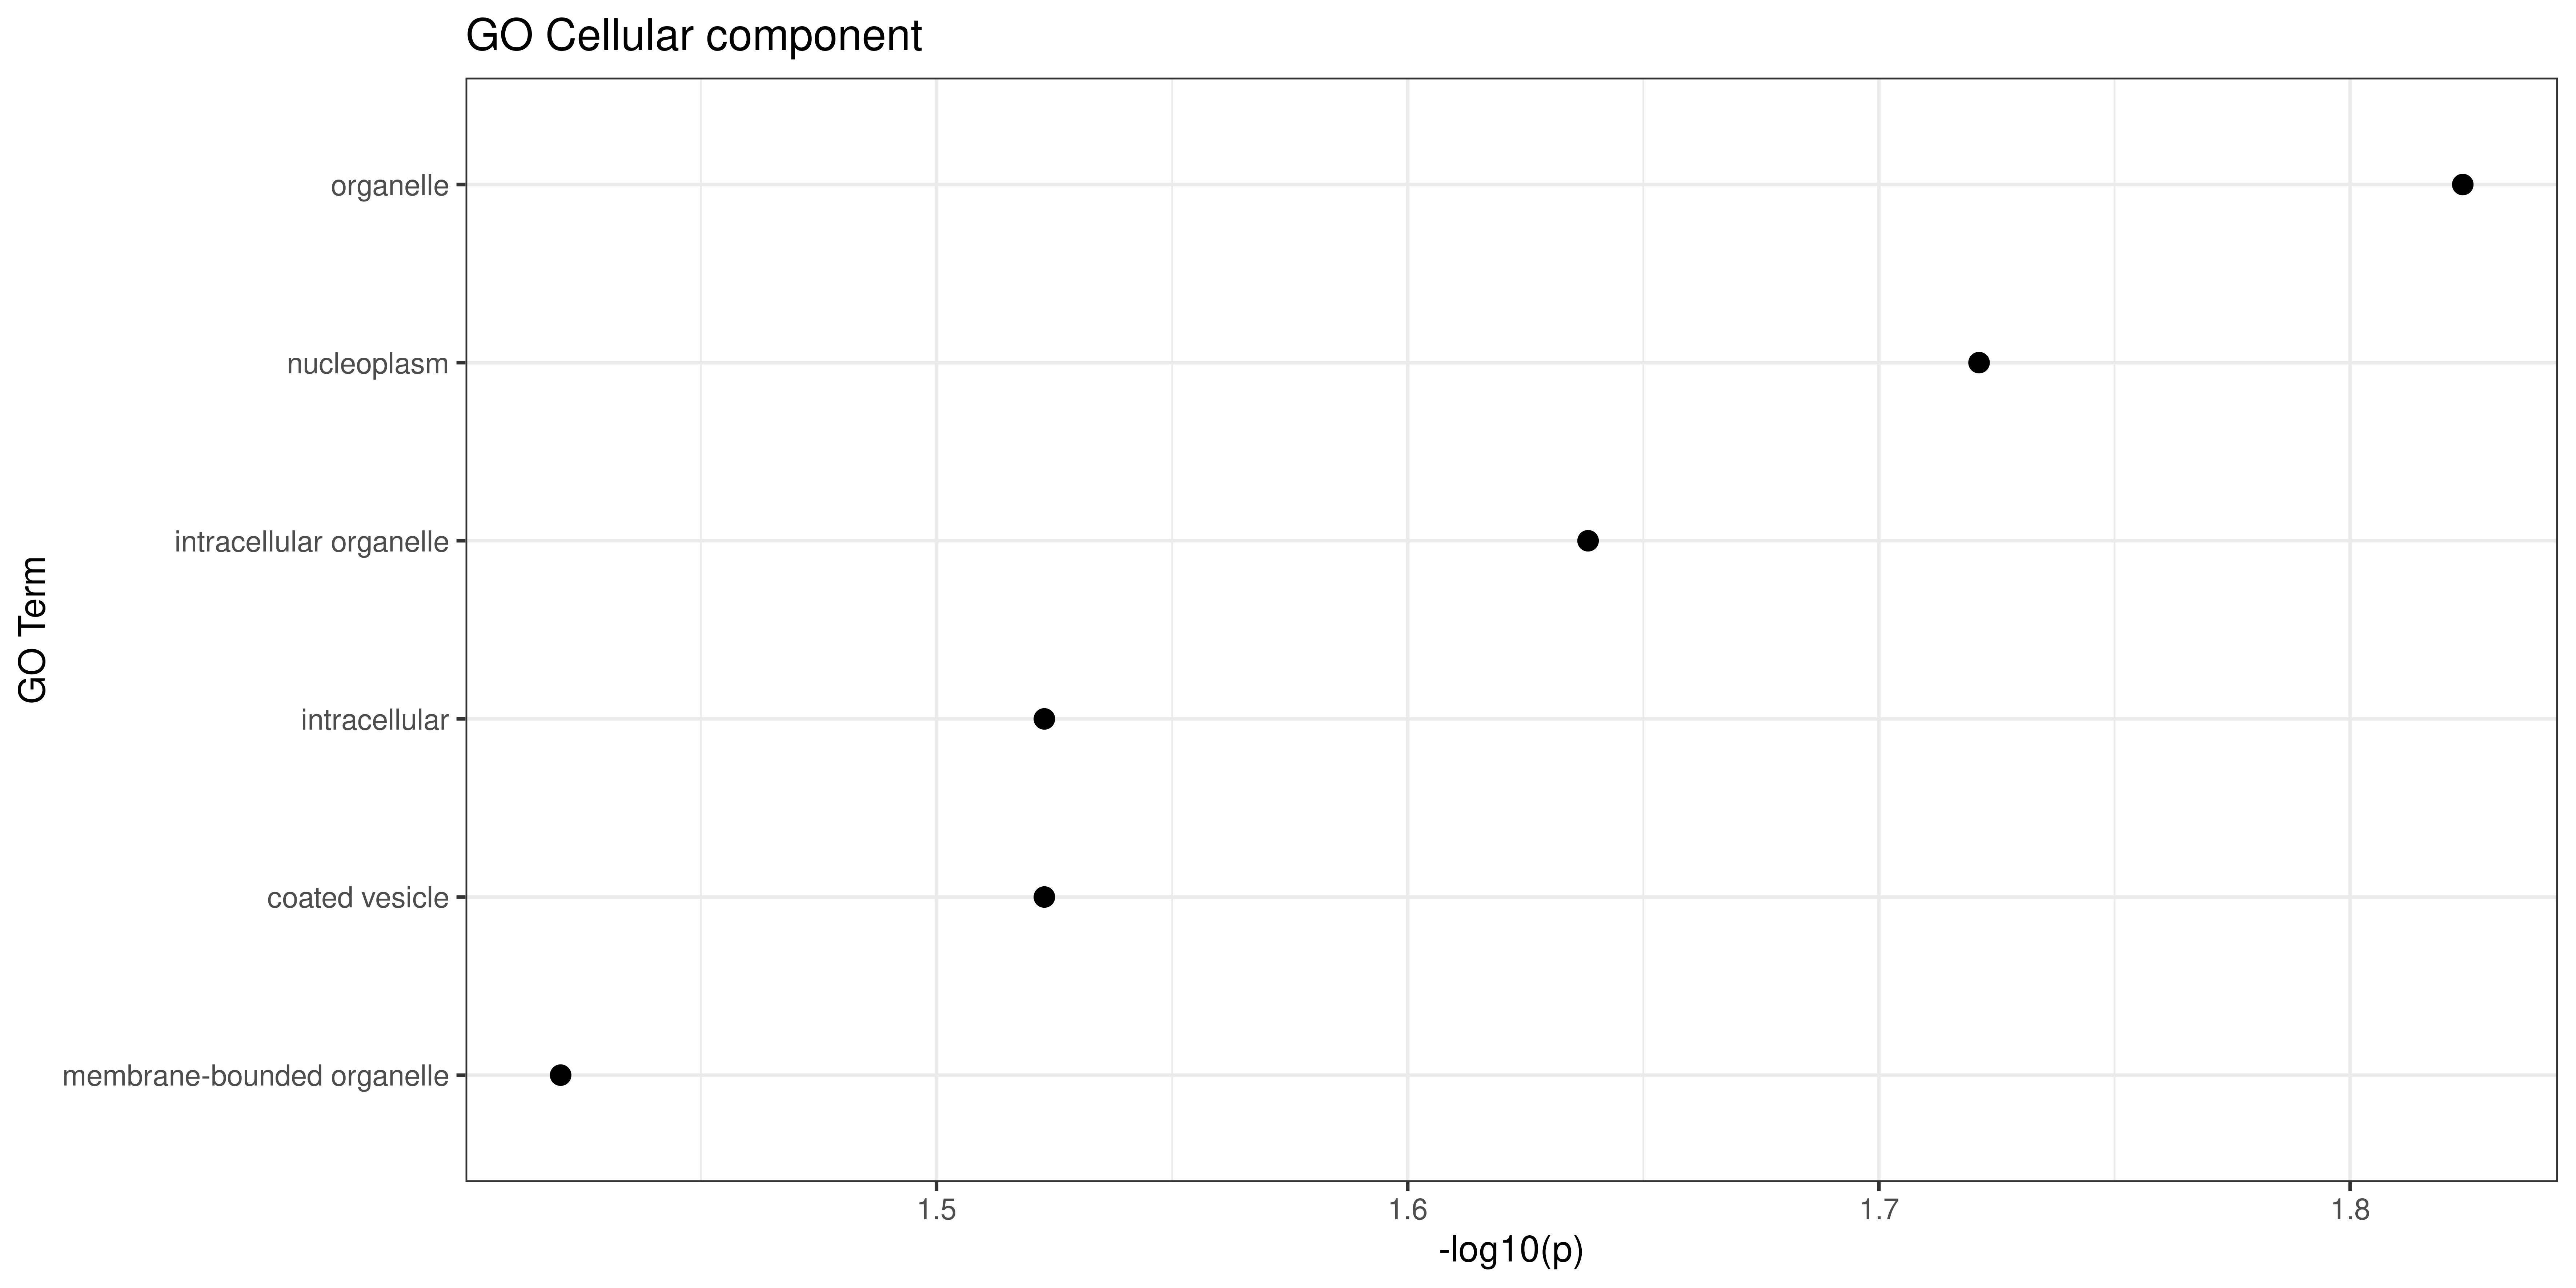 GO Cellular component
organelle
nucleoplasm
intracellular organelle
intracellular
coated vesicle
membrane-bounded organelle
GO Term
1.5 1.6 1.7 1.8
-log10(p)